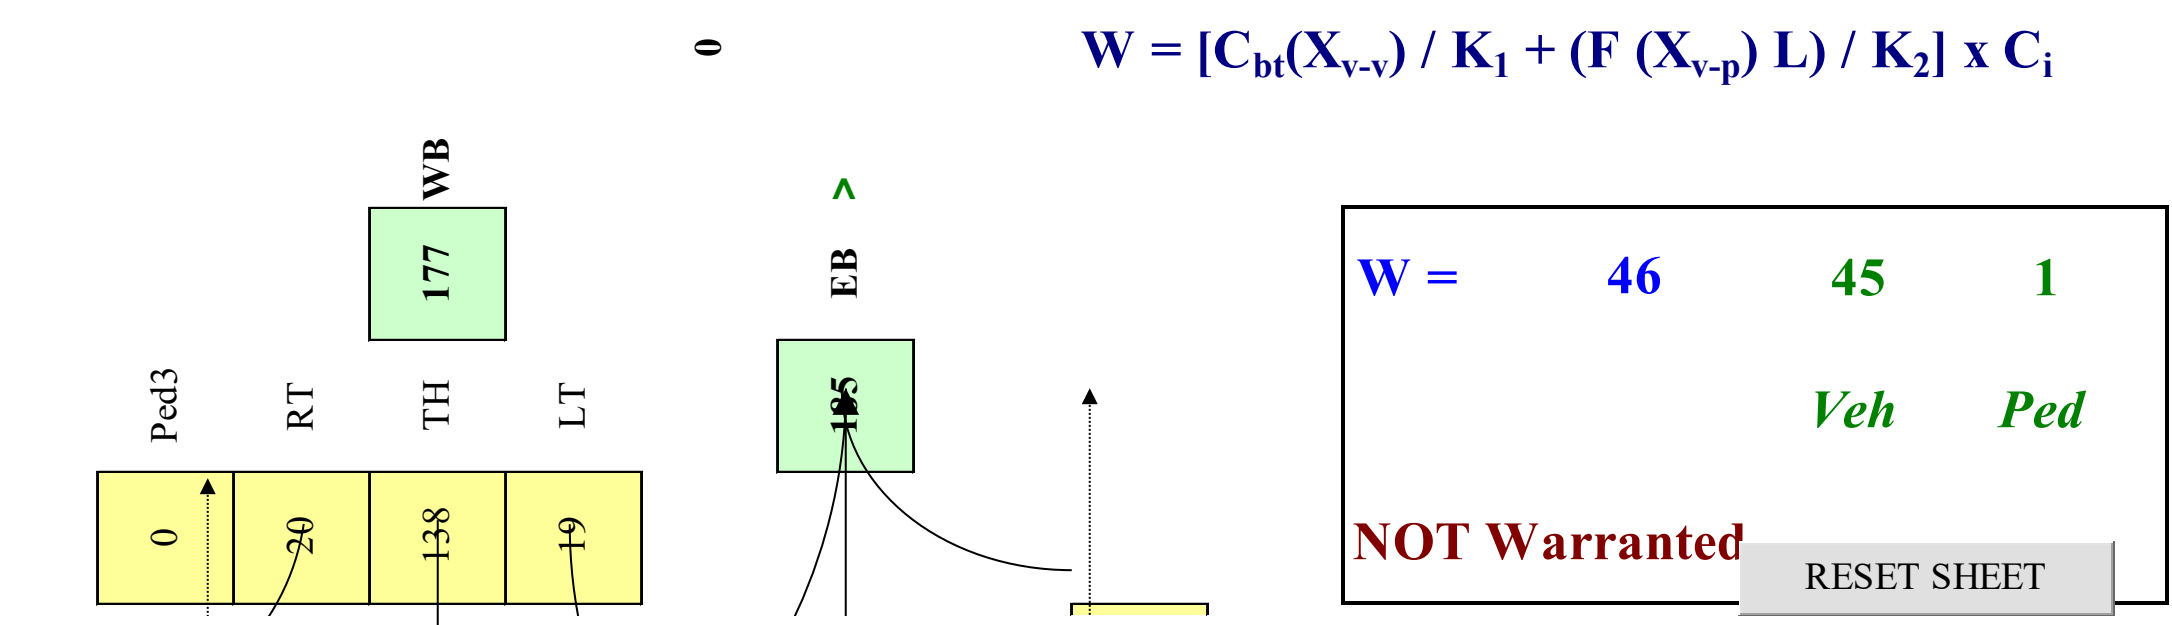 0
W = [Cbt(Xv-v) / K1 + (F (Xv-p) L) / K2] x Ci
WB
177
^
EB
W = 46 45 1
Ped3 RT TH LT
Veh Ped
0 20 138 19
NOT Warranted
RESET SHEET